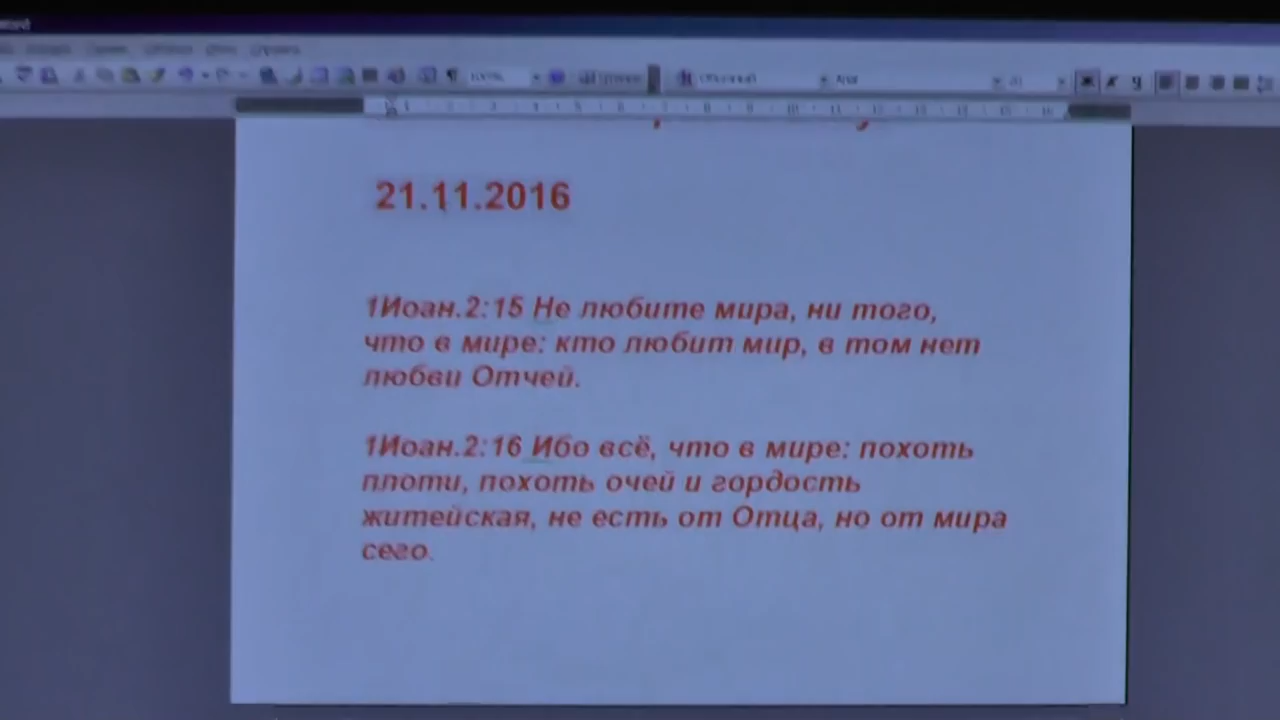 21.11.2016
1Иоан.2:15 Не любите мира, ни того,
что в мире: кто любит мир, в том нет
любви Отчей.
1Иоан.2:16 Ибо всё, что в мире: похоть
плоти, похоть очей и гордость
житейская, не есть от Отца, но от мира
сего.